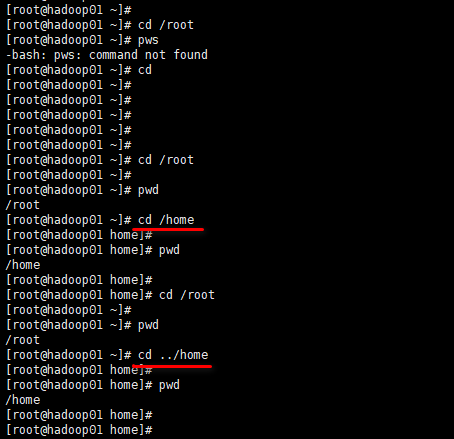 [root@hadoop01 ~]#
[root@hadoop01 ~]# cd /root
[root@hadoop01 ~]# pws
-bash: pws: command not found
[root@hadoop01 ~]# cd
[root@hadoop01 ~]#
[root@hadoop01 ~]#
[root@hadoop01 ~]#
[root@hadoop01 ~]#
[root@hadoop01 ~]#
[root@hadoop01 ~]# cd /root
[root@hadoop01 ~]#
[root@hadoop01 ~]# pwd
/root
[root@hadoop01 ~]# cd /home
[root@hadoop01 home]#
[root@hadoop01 home]# pwd
/home
[root@hadoop01 home]#
[root@hadoop01 home]# cd /root
[root@hadoop01 ~]#
[root@hadoop01 ~]# pwd
/root
[root@hadoop01 ~]# cd ../home
[root@hadoop01 home]#
[root@hadoop01 home]# pwd
/home
[root@hadoop01 home]#
[root@hadoop01 home]#